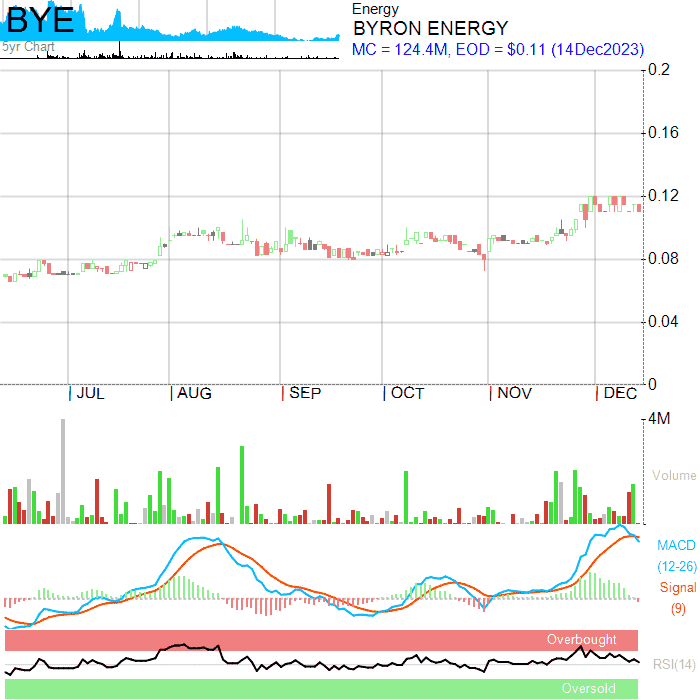 BYE
5yr Chart
Energy
BYRON ENERGY
MC = 124.4M, EOD = $0.11 (14Dec2023)
0.2
0.16
0.12
0.08
0.04
0
JUL AUG SEP OCT NOV DEC
4M
Volume
MACD
(12-26)
Signal
(9)
Overbought
RSI(14)
Oversold